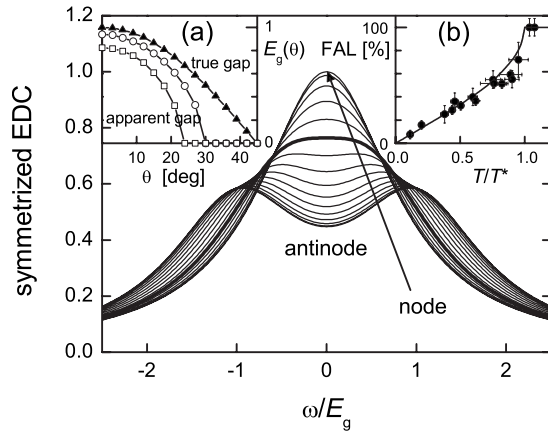 (a)
true gap
apparent gap
10 20 30 40
θ [deg]
1
E_g(θ)
0
FAL [%]
100
0
(b)
0.0 0.5 1.0
T/T*
symmetrized EDC
1.2
1.0
0.8
0.6
0.4
0.2
0.0
antinode
node
-2 -1 0 1 2
ω/E_g